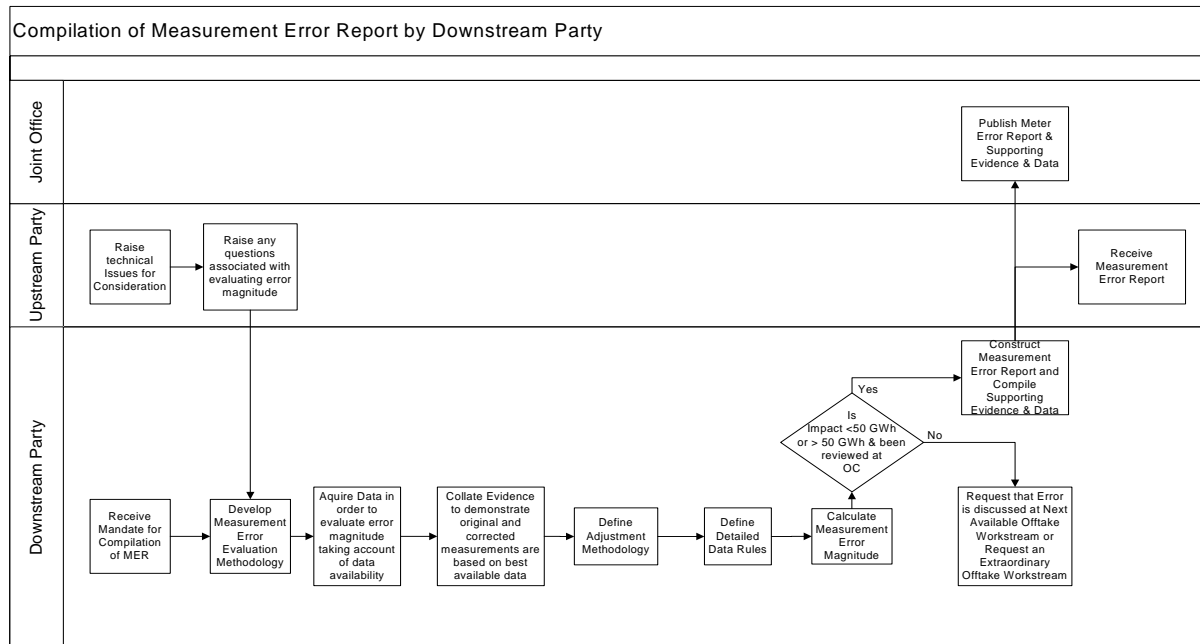 Compilation of Measurement Error Report by Downstream Party
Joint Office
Publish Meter
Error Report &
Supporting
Evidence & Data
Upstream Party
Raise
technical
Issues for
Consideration
Raise any
questions
associated with
evaluating error
magnitude
Receive
Measurement
Error Report
Downstream Party
Construct
Measurement
Error Report and
Compile
Supporting
Evidence & Data
Yes
Is
Impact <50 GWh
or > 50 GWh & been
reviewed at
OC
No
Receive
Mandate for
Compilation
of MER
Develop
Measurement
Error
Evaluation
Methodology
Aquire Data in
order to
evaluate error
magnitude
taking account
of data
availability
Collate Evidence
to demonstrate
original and
corrected
measurements are
based on best
available data
Define
Adjustment
Methodology
Define
Detailed
Data Rules
Calculate
Measurement
Error
Magnitude
Request that Error
is discussed at Next
Available Offtake
Workstream or
Request an
Extraordinary
Offtake Workstream